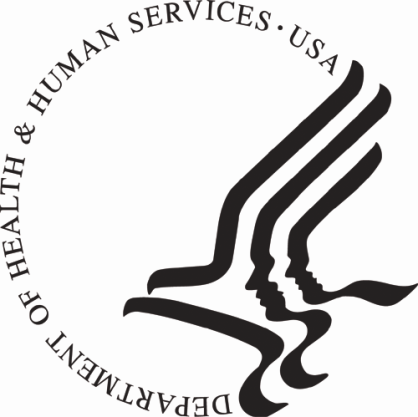 DEPARTMENT OF HEALTH & HUMAN SERVICES · USA